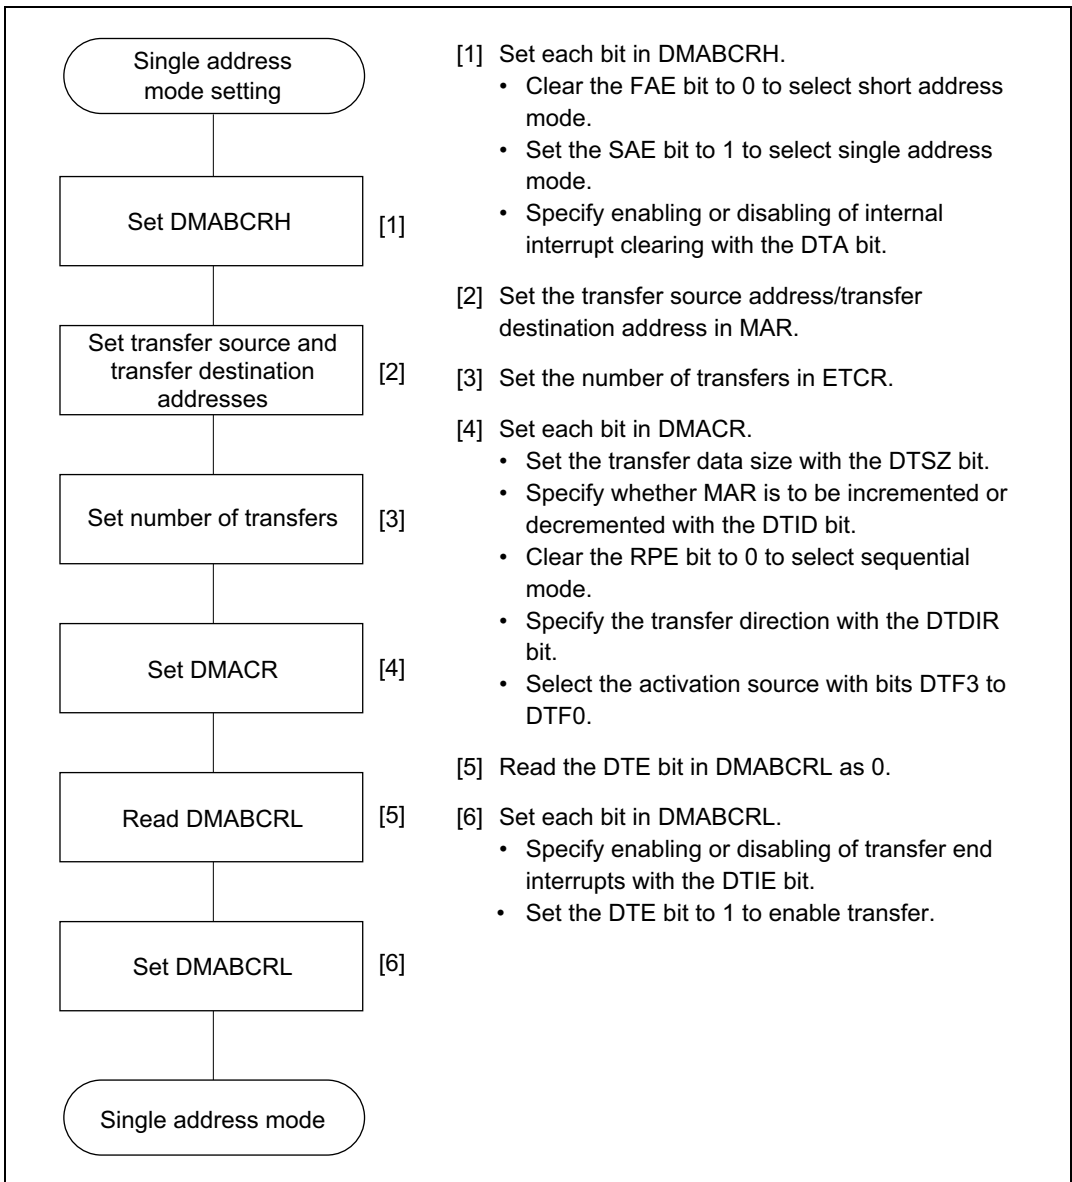 Single address
mode setting
Set DMABCRH
[1]
Set transfer source and
transfer destination
addresses
[2]
Set number of transfers
[3]
Set DMACR
[4]
Read DMABCRL
[5]
Set DMABCRL
[6]
Single address mode
[1] Set each bit in DMABCRH.
• Clear the FAE bit to 0 to select short address
mode.
• Set the SAE bit to 1 to select single address
mode.
• Specify enabling or disabling of internal
interrupt clearing with the DTA bit.
[2] Set the transfer source address/transfer
destination address in MAR.
[3] Set the number of transfers in ETCR.
[4] Set each bit in DMACR.
• Set the transfer data size with the DTSZ bit.
• Specify whether MAR is to be incremented or
decremented with the DTID bit.
• Clear the RPE bit to 0 to select sequential
mode.
• Specify the transfer direction with the DTDIR
bit.
• Select the activation source with bits DTF3 to
DTF0.
[5] Read the DTE bit in DMABCRL as 0.
[6] Set each bit in DMABCRL.
• Specify enabling or disabling of transfer end
interrupts with the DTIE bit.
• Set the DTE bit to 1 to enable transfer.